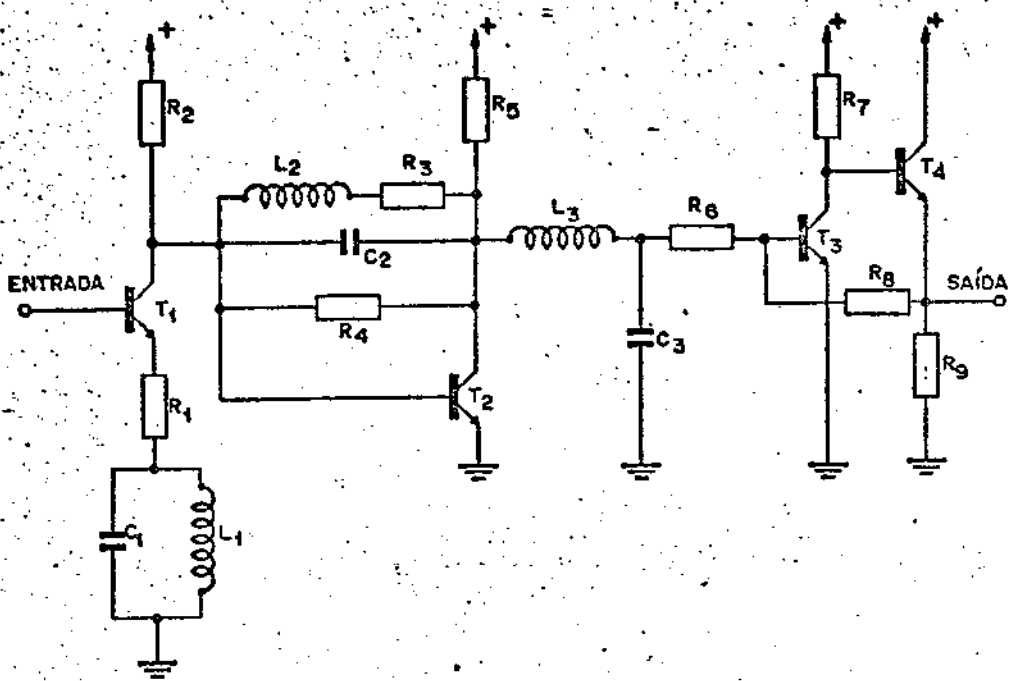 + + + +
R2
R5
R7
T4
L2
R3
L3
R6
T3
C2
ENTRADA
T1
R4
R8
SAÍDA
C3
R9
R1
T2
C1
L1